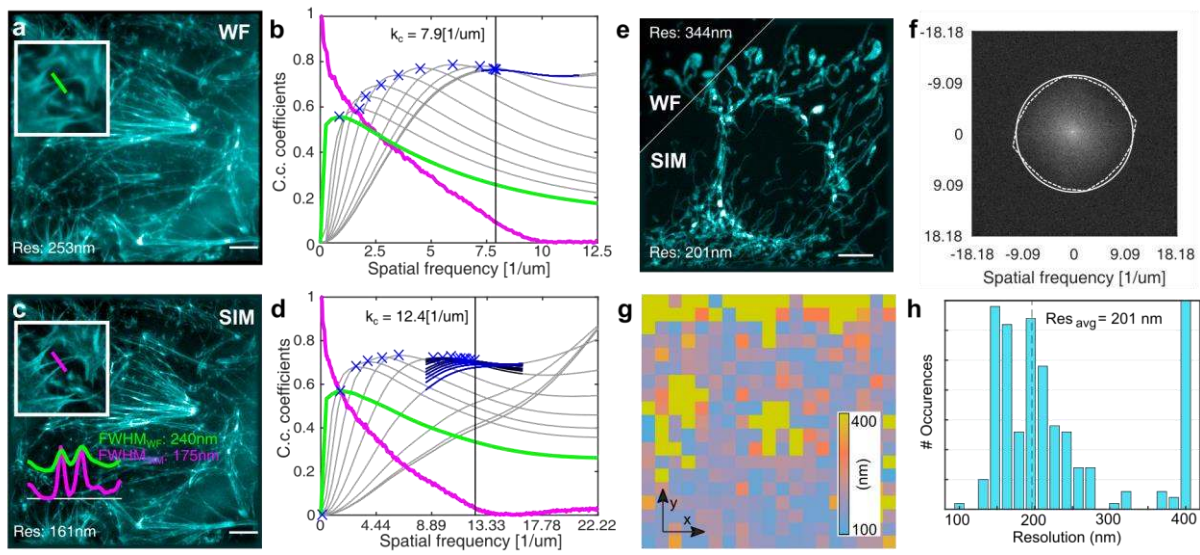 a
WF
Res: 253nm
b
k_c = 7.9[1/um]
C.c. coefficients
1
0.8
0.6
0.4
0.2
0
0 2.5 5 7.5 10 12.5
Spatial frequency [1/um]
c
SIM
FWHM_WF: 240nm
FWHM_SIM: 175nm
Res: 161nm
d
k_c = 12.4[1/um]
C.c. coefficients
1
0.8
0.6
0.4
0.2
0
0 4.44 8.89 13.33 17.78 22.22
Spatial frequency [1/um]
e
Res: 344nm
WF
SIM
Res: 201nm
f
-18.18
-9.09
0
9.09
18.18
-18.18 -9.09 0 9.09 18.18
Spatial frequency [1/um]
g
400
(nm)
100
y
x
h
Res avg = 201 nm
# Occurences
100 200 300 400
Resolution (nm)